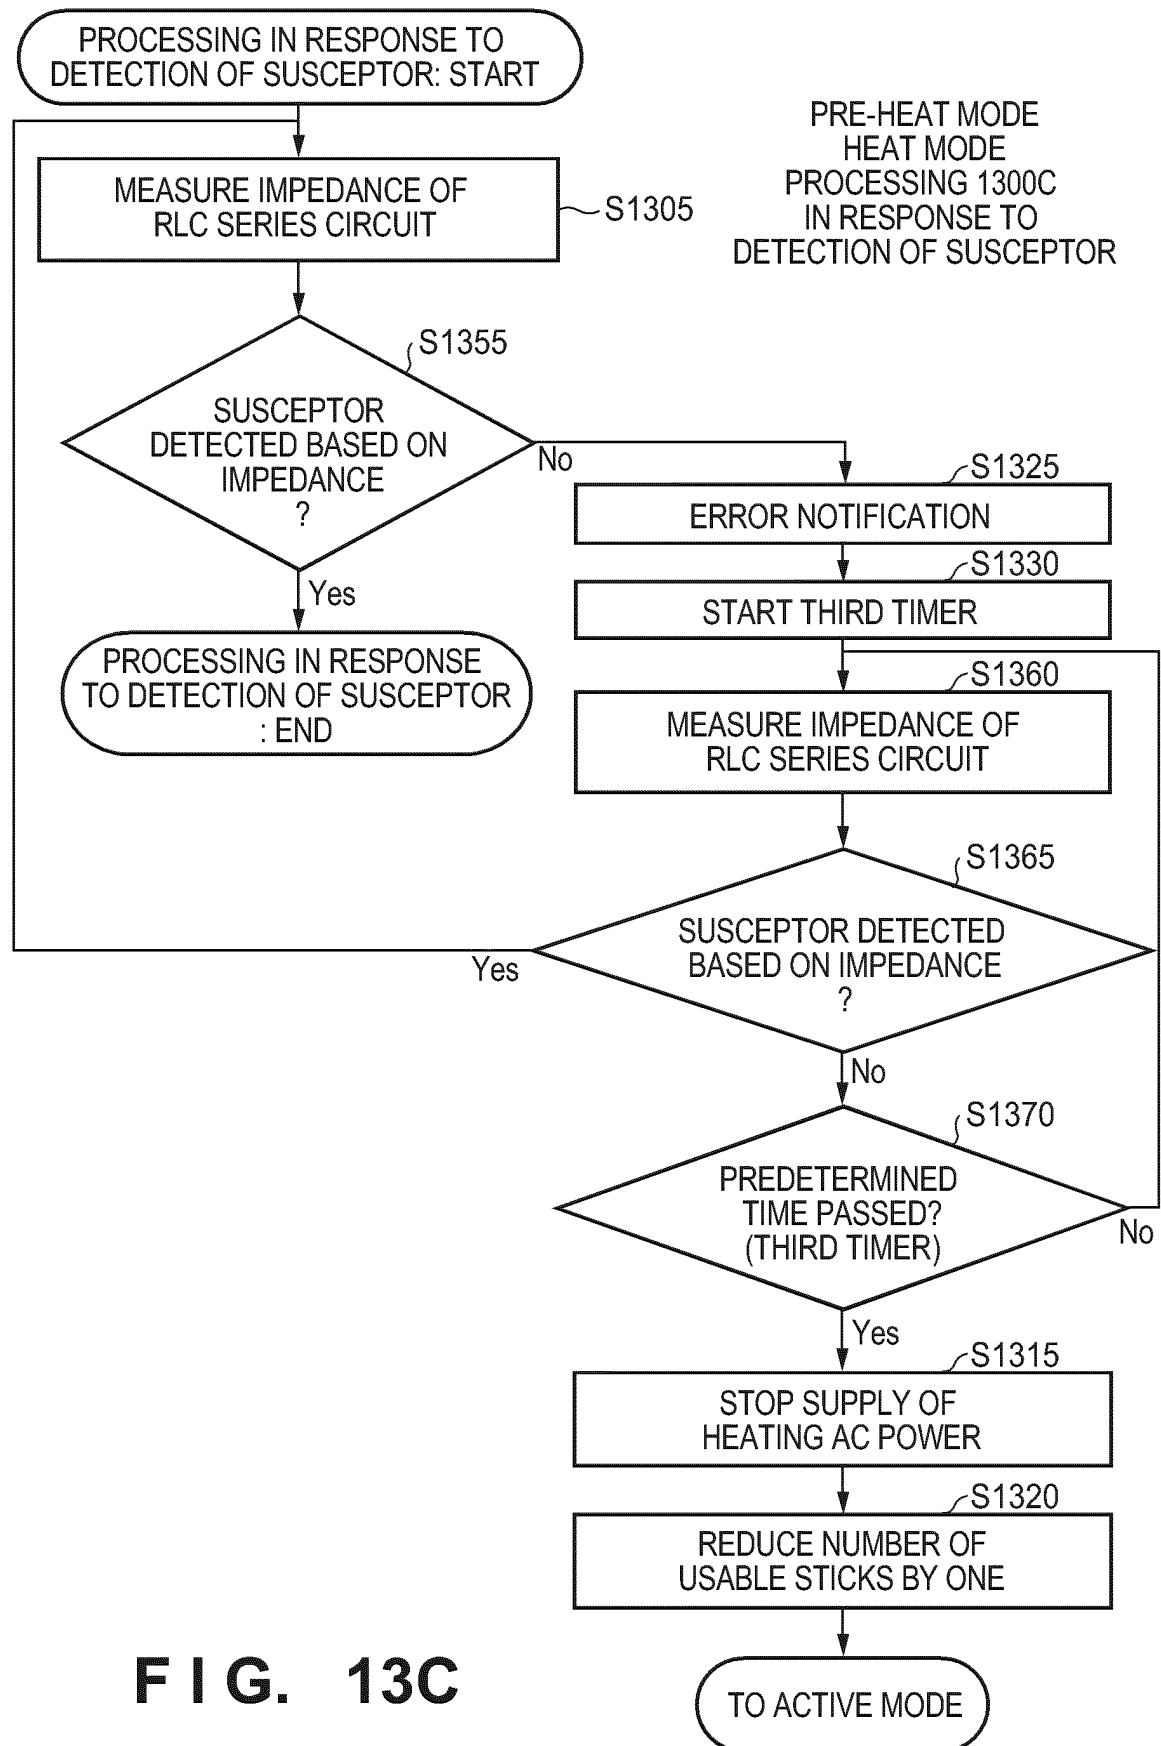 PROCESSING IN RESPONSE TO
DETECTION OF SUSCEPTOR: START
PRE-HEAT MODE
HEAT MODE
PROCESSING 1300C
IN RESPONSE TO
DETECTION OF SUSCEPTOR
MEASURE IMPEDANCE OF
RLC SERIES CIRCUIT
S1305
S1355
SUSCEPTOR
DETECTED BASED ON
IMPEDANCE
?
No
Yes
PROCESSING IN RESPONSE
TO DETECTION OF SUSCEPTOR
: END
S1325
ERROR NOTIFICATION
S1330
START THIRD TIMER
S1360
MEASURE IMPEDANCE OF
RLC SERIES CIRCUIT
S1365
SUSCEPTOR DETECTED
BASED ON IMPEDANCE
?
Yes
No
S1370
PREDETERMINED
TIME PASSED?
(THIRD TIMER)
No
Yes
S1315
STOP SUPPLY OF
HEATING AC POWER
S1320
REDUCE NUMBER OF
USABLE STICKS BY ONE
TO ACTIVE MODE
FIG. 13C